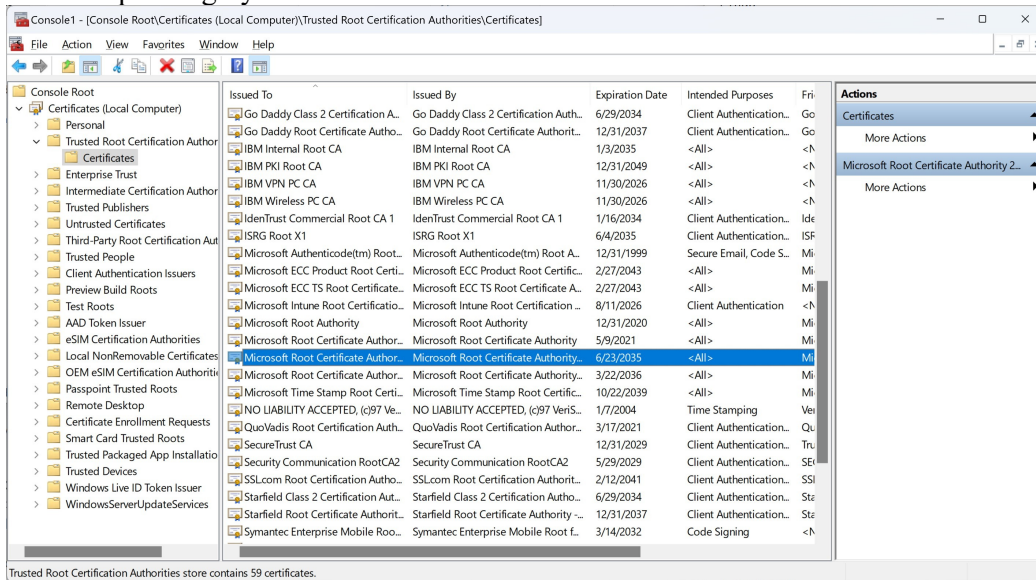 Console1 - [Console Root\Certificates (Local Computer)\Trusted Root Certification Authorities\Certificates]
File Action View Favorites Window Help
Console Root
Certificates (Local Computer)
Personal
Trusted Root Certification Author
Certificates
Enterprise Trust
Intermediate Certification Author
Trusted Publishers
Untrusted Certificates
Third-Party Root Certification Aut
Trusted People
Client Authentication Issuers
Preview Build Roots
Test Roots
AAD Token Issuer
eSIM Certification Authorities
Local NonRemovable Certificates
OEM eSIM Certification Authoriti
Passpoint Trusted Roots
Remote Desktop
Certificate Enrollment Requests
Smart Card Trusted Roots
Trusted Packaged App Installatio
Trusted Devices
Windows Live ID Token Issuer
WindowsServerUpdateServices
Issued To Issued By Expiration Date Intended Purposes Fri
Go Daddy Class 2 Certification A... Go Daddy Class 2 Certification Auth... 6/29/2034 Client Authentication... Go
Go Daddy Root Certificate Autho... Go Daddy Root Certificate Authorit... 12/31/2037 Client Authentication... Go
IBM Internal Root CA IBM Internal Root CA 1/3/2035 <All> <N
IBM PKI Root CA IBM PKI Root CA 12/31/2049 <All> <N
IBM VPN PC CA IBM VPN PC CA 11/30/2026 <All> <N
IBM Wireless PC CA IBM Wireless PC CA 11/30/2026 <All> <N
IdenTrust Commercial Root CA 1 IdenTrust Commercial Root CA 1 1/16/2034 Client Authentication... Ide
ISRG Root X1 ISRG Root X1 6/4/2035 Client Authentication... ISR
Microsoft Authenticode(tm) Root... Microsoft Authenticode(tm) Root A... 12/31/1999 Secure Email, Code S... Mi
Microsoft ECC Product Root Certi... Microsoft ECC Product Root Certific... 2/27/2043 <All> Mi
Microsoft ECC TS Root Certificate... Microsoft ECC TS Root Certificate A... 2/27/2043 <All> Mi
Microsoft Intune Root Certificatio... Microsoft Intune Root Certification ... 8/11/2026 Client Authentication <N
Microsoft Root Authority Microsoft Root Authority 12/31/2020 <All> Mi
Microsoft Root Certificate Author... Microsoft Root Certificate Authority 5/9/2021 <All> Mi
Microsoft Root Certificate Author... Microsoft Root Certificate Authority... 6/23/2035 <All> Mi
Microsoft Root Certificate Author... Microsoft Root Certificate Authority... 3/22/2036 <All> Mi
Microsoft Time Stamp Root Certi... Microsoft Time Stamp Root Certific... 10/22/2039 <All> Mi
NO LIABILITY ACCEPTED, (c)97 Ve... NO LIABILITY ACCEPTED, (c)97 VeriS... 1/7/2004 Time Stamping Ver
QuoVadis Root Certification Auth... QuoVadis Root Certification Author... 3/17/2021 Client Authentication... Qu
SecureTrust CA SecureTrust CA 12/31/2029 Client Authentication... Tru
Security Communication RootCA2 Security Communication RootCA2 5/29/2029 Client Authentication... SE
SSL.com Root Certification Autho... SSL.com Root Certification Authorit... 2/12/2041 Client Authentication... SSI
Starfield Class 2 Certification Aut... Starfield Class 2 Certification Autho... 6/29/2034 Client Authentication... Sta
Starfield Root Certificate Authorit... Starfield Root Certificate Authority -... 12/31/2037 Client Authentication... Sta
Symantec Enterprise Mobile Roo... Symantec Enterprise Mobile Root f... 3/14/2032 Code Signing <N
Actions
Certificates
More Actions
Microsoft Root Certificate Authority 2...
More Actions
Trusted Root Certification Authorities store contains 59 certificates.